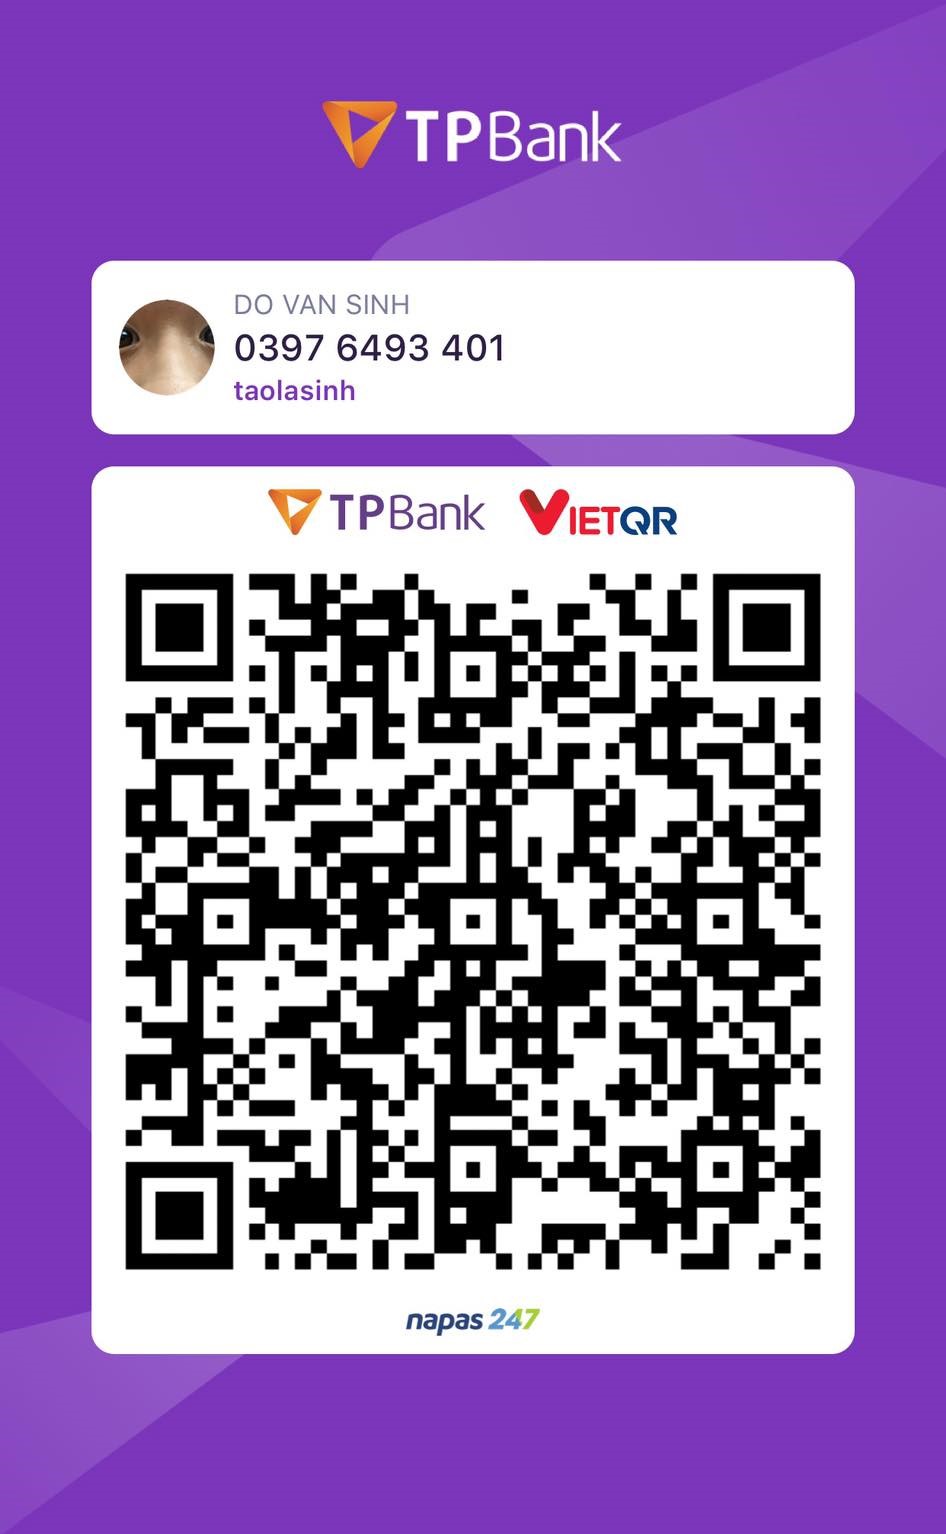 TPBank
DO VAN SINH
0397 6493 401
taolasinh
TPBank VIETQR
napas 247